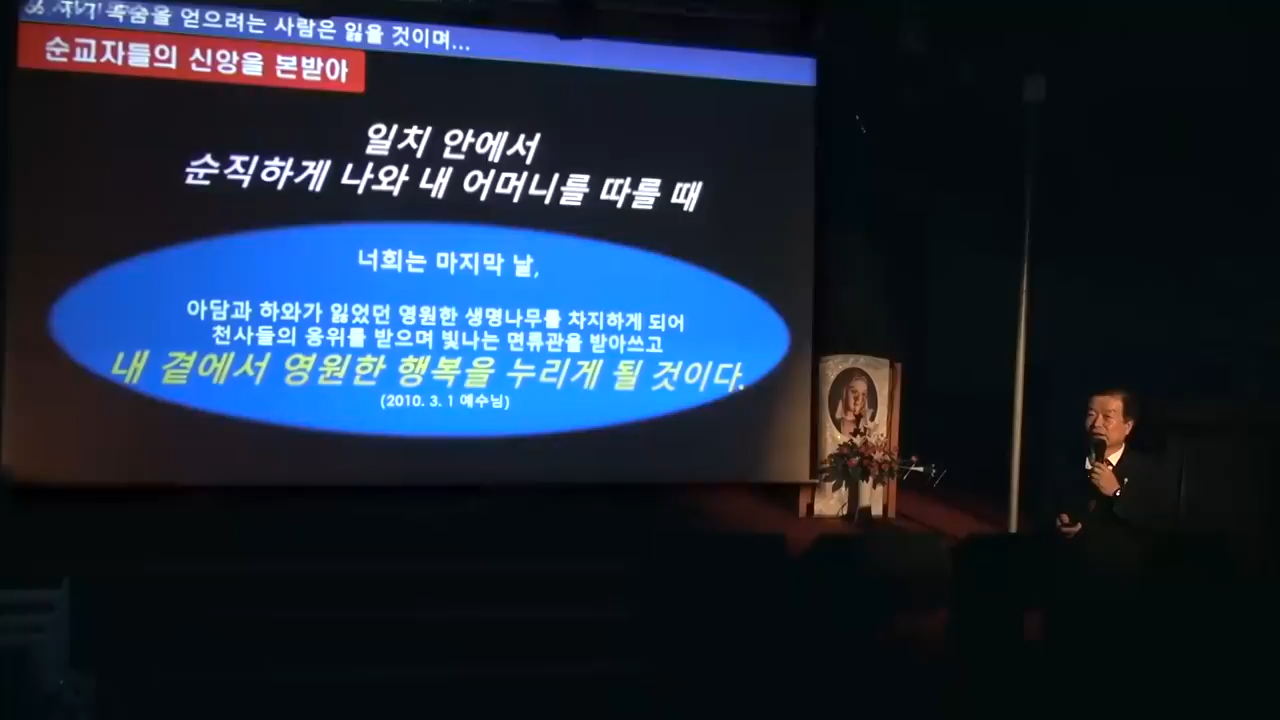 목숨을 얻으려는 사람은 잃을 것이며...
순교자들의 신앙을 본받아
일치 안에서
순직하게 나와 내 어머니를 따를 때
너희는 마지막 날,
아담과 하와가 잃었던 영원한 생명나무를 차지하게 되어
천사들의 옹위를 받으며 빛나는 면류관을 받아쓰고
내 곁에서 영원한 행복을 누리게 될 것이다.
(2010. 3. 1 예수님)